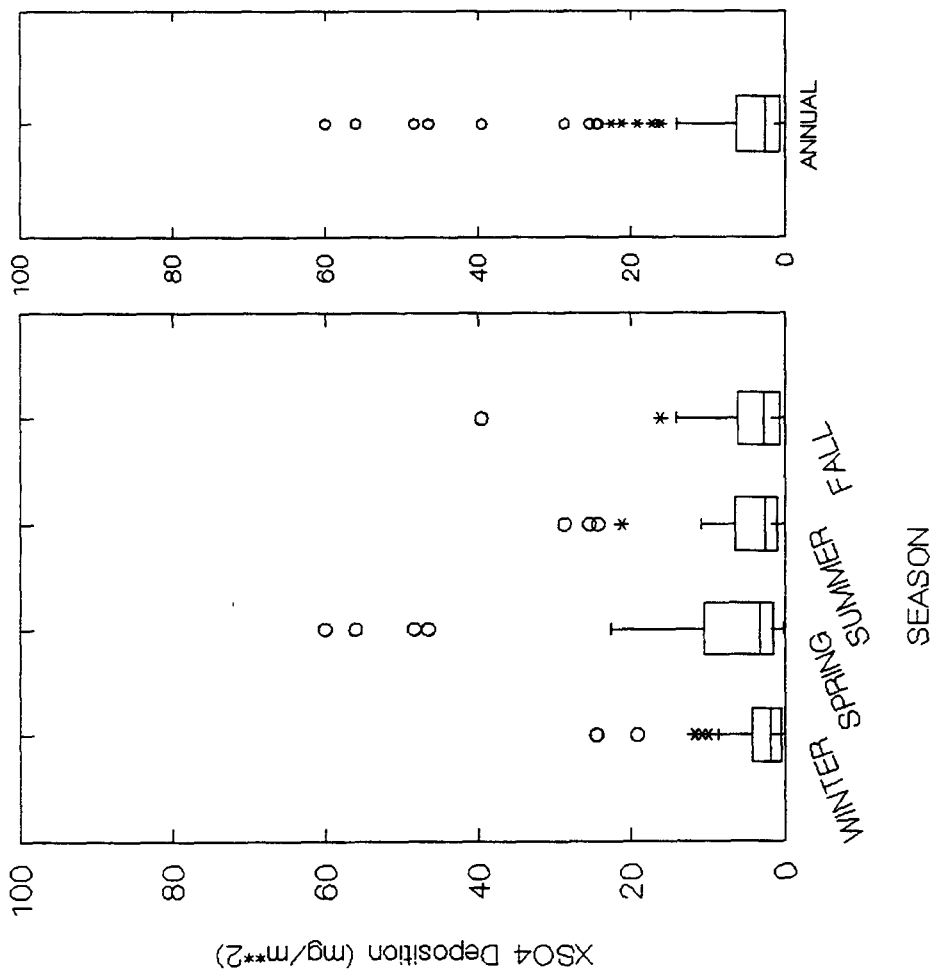 XSO4 Deposition (mg/m**2)
100
80
60
40
20
0
WINTER
SPRING
SUMMER
FALL
SEASON
100
80
60
40
20
0
ANNUAL